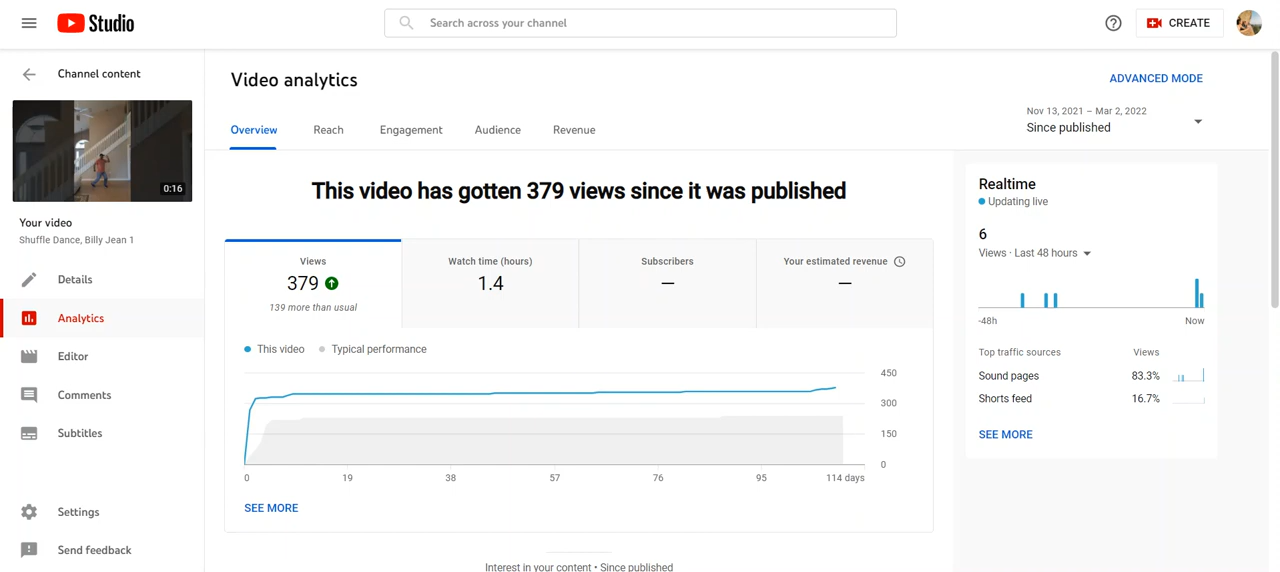 Studio
Search across your channel
CREATE
Channel content
0:16
Your video
Shuffle Dance, Billy Jean 1
Details
Analytics
Editor
Comments
Subtitles
Settings
Send feedback
Video analytics
ADVANCED MODE
Overview
Reach
Engagement
Audience
Revenue
Nov 13, 2021 – Mar 2, 2022
Since published
This video has gotten 379 views since it was published
Views
379
139 more than usual
Watch time (hours)
1.4
Subscribers
—
Your estimated revenue
—
This video
Typical performance
450
300
150
0
0 19 38 57 76 95 114 days
SEE MORE
Interest in your content • Since published
Realtime
Updating live
6
Views · Last 48 hours
-48h Now
Top traffic sources Views
Sound pages 83.3%
Shorts feed 16.7%
SEE MORE